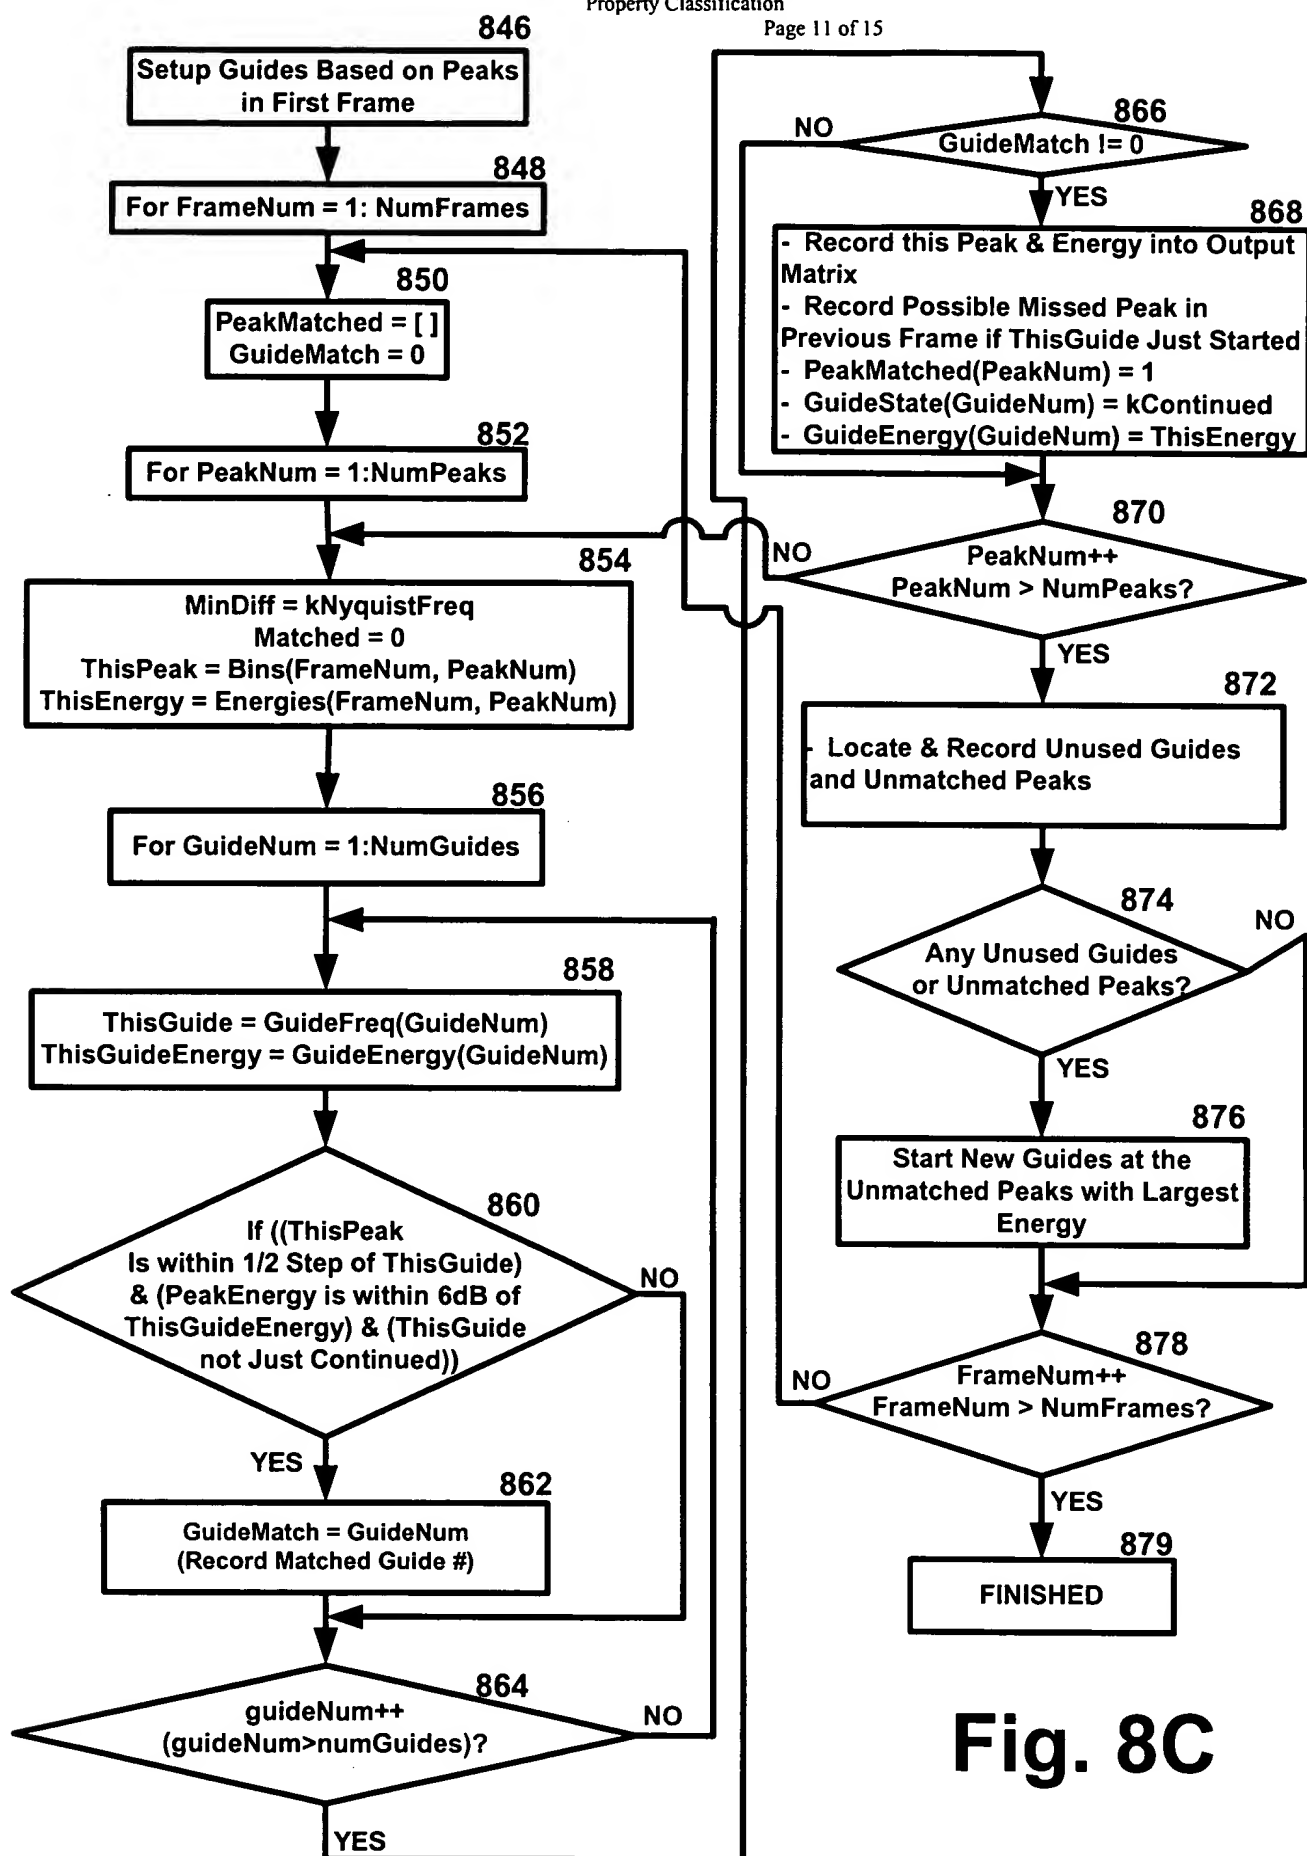 Property Classification
Page 11 of 15
846
Setup Guides Based on Peaks
in First Frame
848
For FrameNum = 1: NumFrames
850
PeakMatched = [ ]
GuideMatch = 0
852
For PeakNum = 1:NumPeaks
854
MinDiff = kNyquistFreq
Matched = 0
ThisPeak = Bins(FrameNum, PeakNum)
ThisEnergy = Energies(FrameNum, PeakNum)
856
For GuideNum = 1:NumGuides
858
ThisGuide = GuideFreq(GuideNum)
ThisGuideEnergy = GuideEnergy(GuideNum)
860
If ((ThisPeak
Is within 1/2 Step of ThisGuide)
& (PeakEnergy is within 6dB of
ThisGuideEnergy) & (ThisGuide
not Just Continued))
NO
YES
862
GuideMatch = GuideNum
(Record Matched Guide #)
864
guideNum++
(guideNum>numGuides)?
NO
YES
866
GuideMatch != 0
NO
YES
868
- Record this Peak & Energy into Output
Matrix
- Record Possible Missed Peak in
Previous Frame if ThisGuide Just Started
- PeakMatched(PeakNum) = 1
- GuideState(GuideNum) = kContinued
- GuideEnergy(GuideNum) = ThisEnergy
870
PeakNum++
PeakNum > NumPeaks?
NO
YES
872
- Locate & Record Unused Guides
and Unmatched Peaks
874
Any Unused Guides
or Unmatched Peaks?
NO
YES
876
Start New Guides at the
Unmatched Peaks with Largest
Energy
878
FrameNum++
FrameNum > NumFrames?
NO
YES
879
FINISHED
Fig. 8C